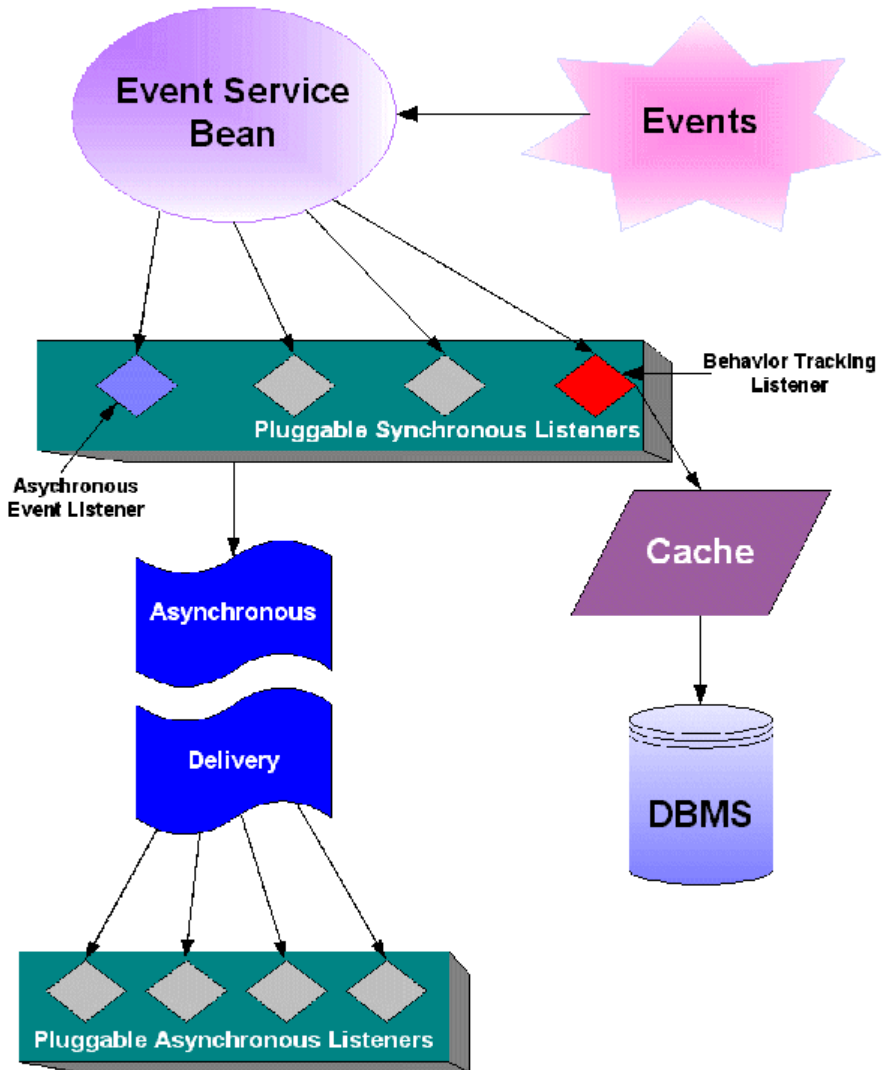 Event Service
Bean
Events
Behavior Tracking
Listener
Pluggable Synchronous Listeners
Asychronous
Event Listener
Cache
Asynchronous
Delivery
DBMS
Pluggable Asynchronous Listeners